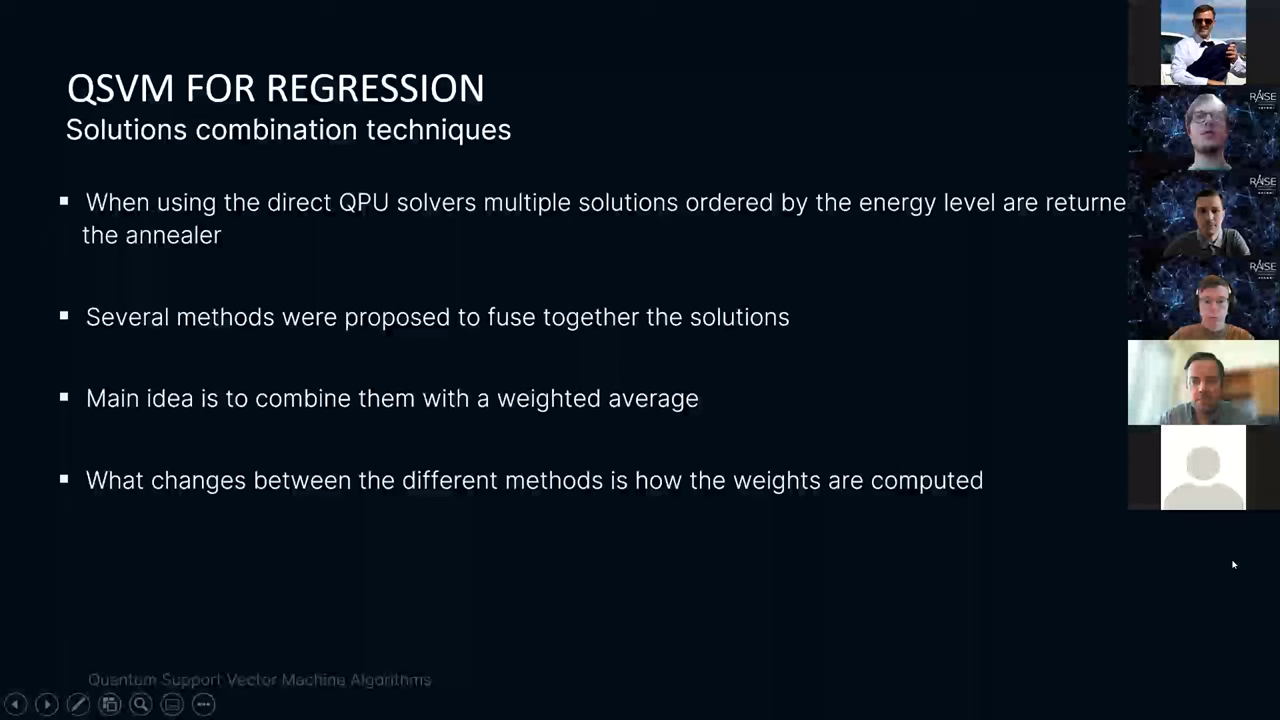 QSVM FOR REGRESSION
Solutions combination techniques
▪ When using the direct QPU solvers multiple solutions ordered by the energy level are returne
the annealer
▪ Several methods were proposed to fuse together the solutions
▪ Main idea is to combine them with a weighted average
▪ What changes between the different methods is how the weights are computed
Quantum Support Vector Machine Algorithms
RAISE
RAISE
RAISE